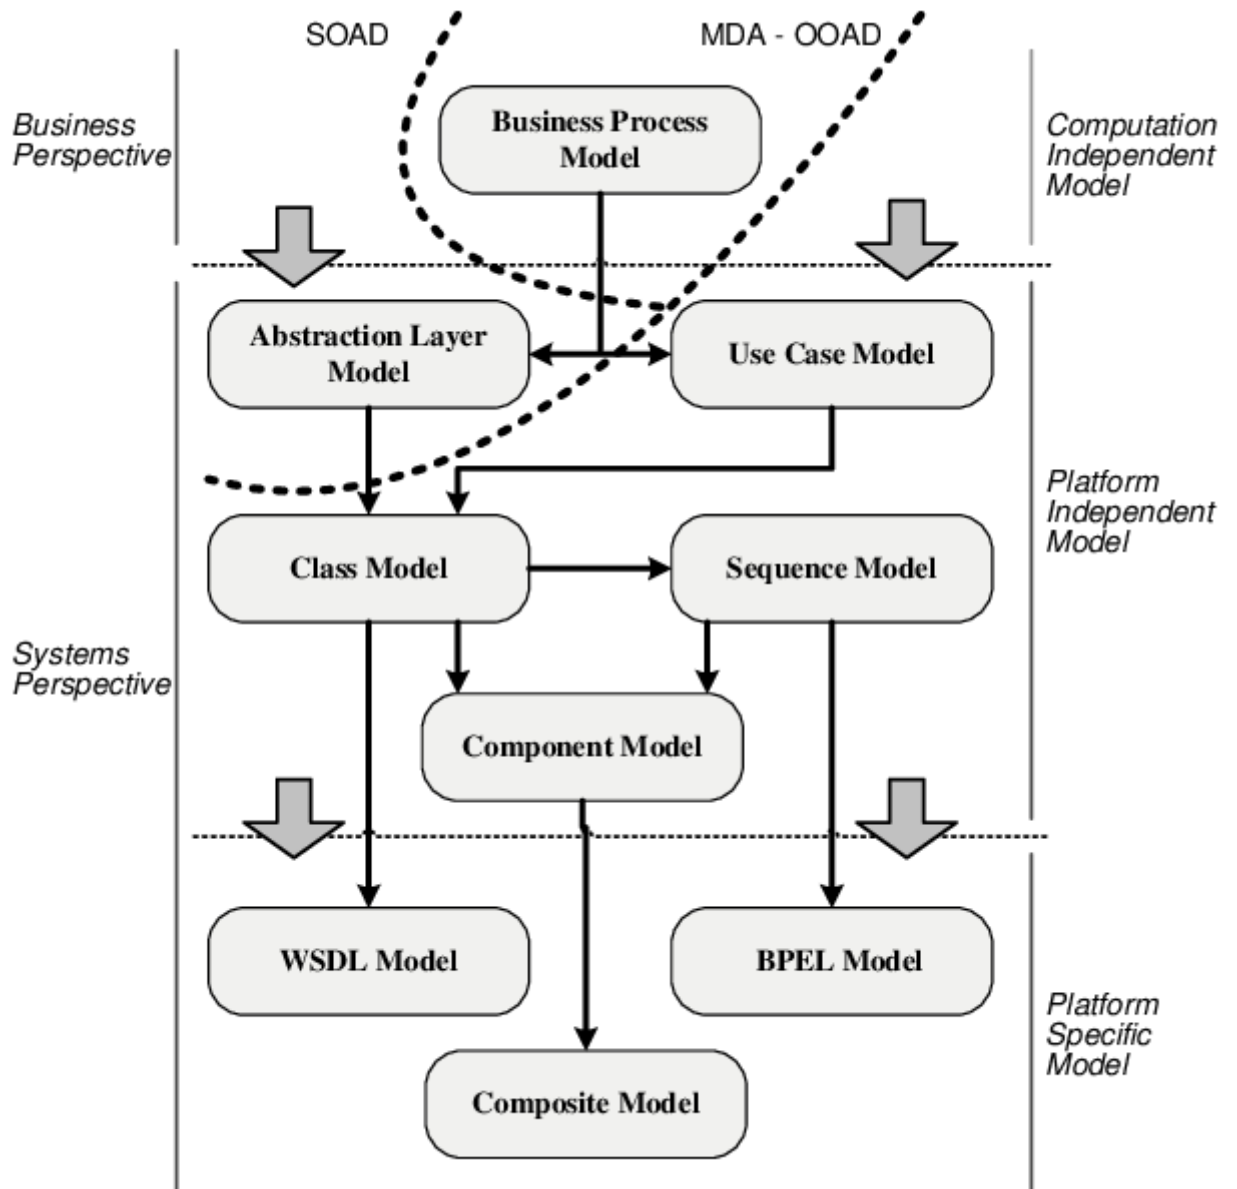 SOAD
MDA - OOAD
Business
Perspective
Business Process
Model
Computation
Independent
Model
Abstraction Layer
Model
Use Case Model
Platform
Independent
Model
Class Model
Sequence Model
Systems
Perspective
Component Model
WSDL Model
BPEL Model
Platform
Specific
Model
Composite Model